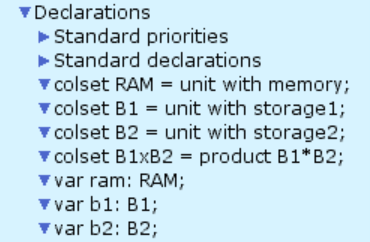 Declarations
Standard priorities
Standard declarations
colset RAM = unit with memory;
colset B1 = unit with storage1;
colset B2 = unit with storage2;
colset B1xB2 = product B1*B2;
var ram: RAM;
var b1: B1;
var b2: B2;